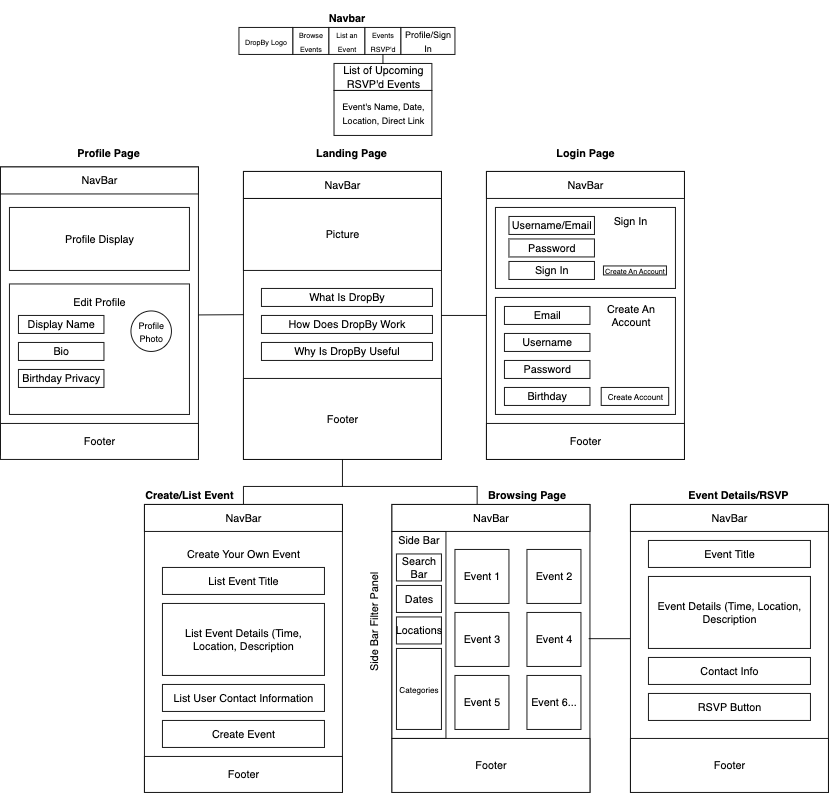 Navbar
DropBy Logo
Browse
Events
List an
Event
Events
RSVP'd
Profile/Sign
In
List of Upcoming
RSVP'd Events
Event's Name, Date,
Location, Direct Link
Profile Page
NavBar
Profile Display
Edit Profile
Display Name
Bio
Birthday Privacy
Profile
Photo
Footer
Landing Page
NavBar
Picture
What Is DropBy
How Does DropBy Work
Why Is DropBy Useful
Footer
Login Page
NavBar
Username/Email
Sign In
Password
Sign In
Create An Account
Email
Create An
Account
Username
Password
Birthday
Create Account
Footer
Create/List Event
NavBar
Create Your Own Event
List Event Title
List Event Details (Time,
Location, Description
List User Contact Information
Create Event
Footer
Side Bar Filter Panel
Browsing Page
NavBar
Side Bar
Search
Bar
Dates
Locations
Categories
Event 1
Event 2
Event 3
Event 4
Event 5
Event 6...
Footer
Event Details/RSVP
NavBar
Event Title
Event Details (Time, Location,
Description
Contact Info
RSVP Button
Footer